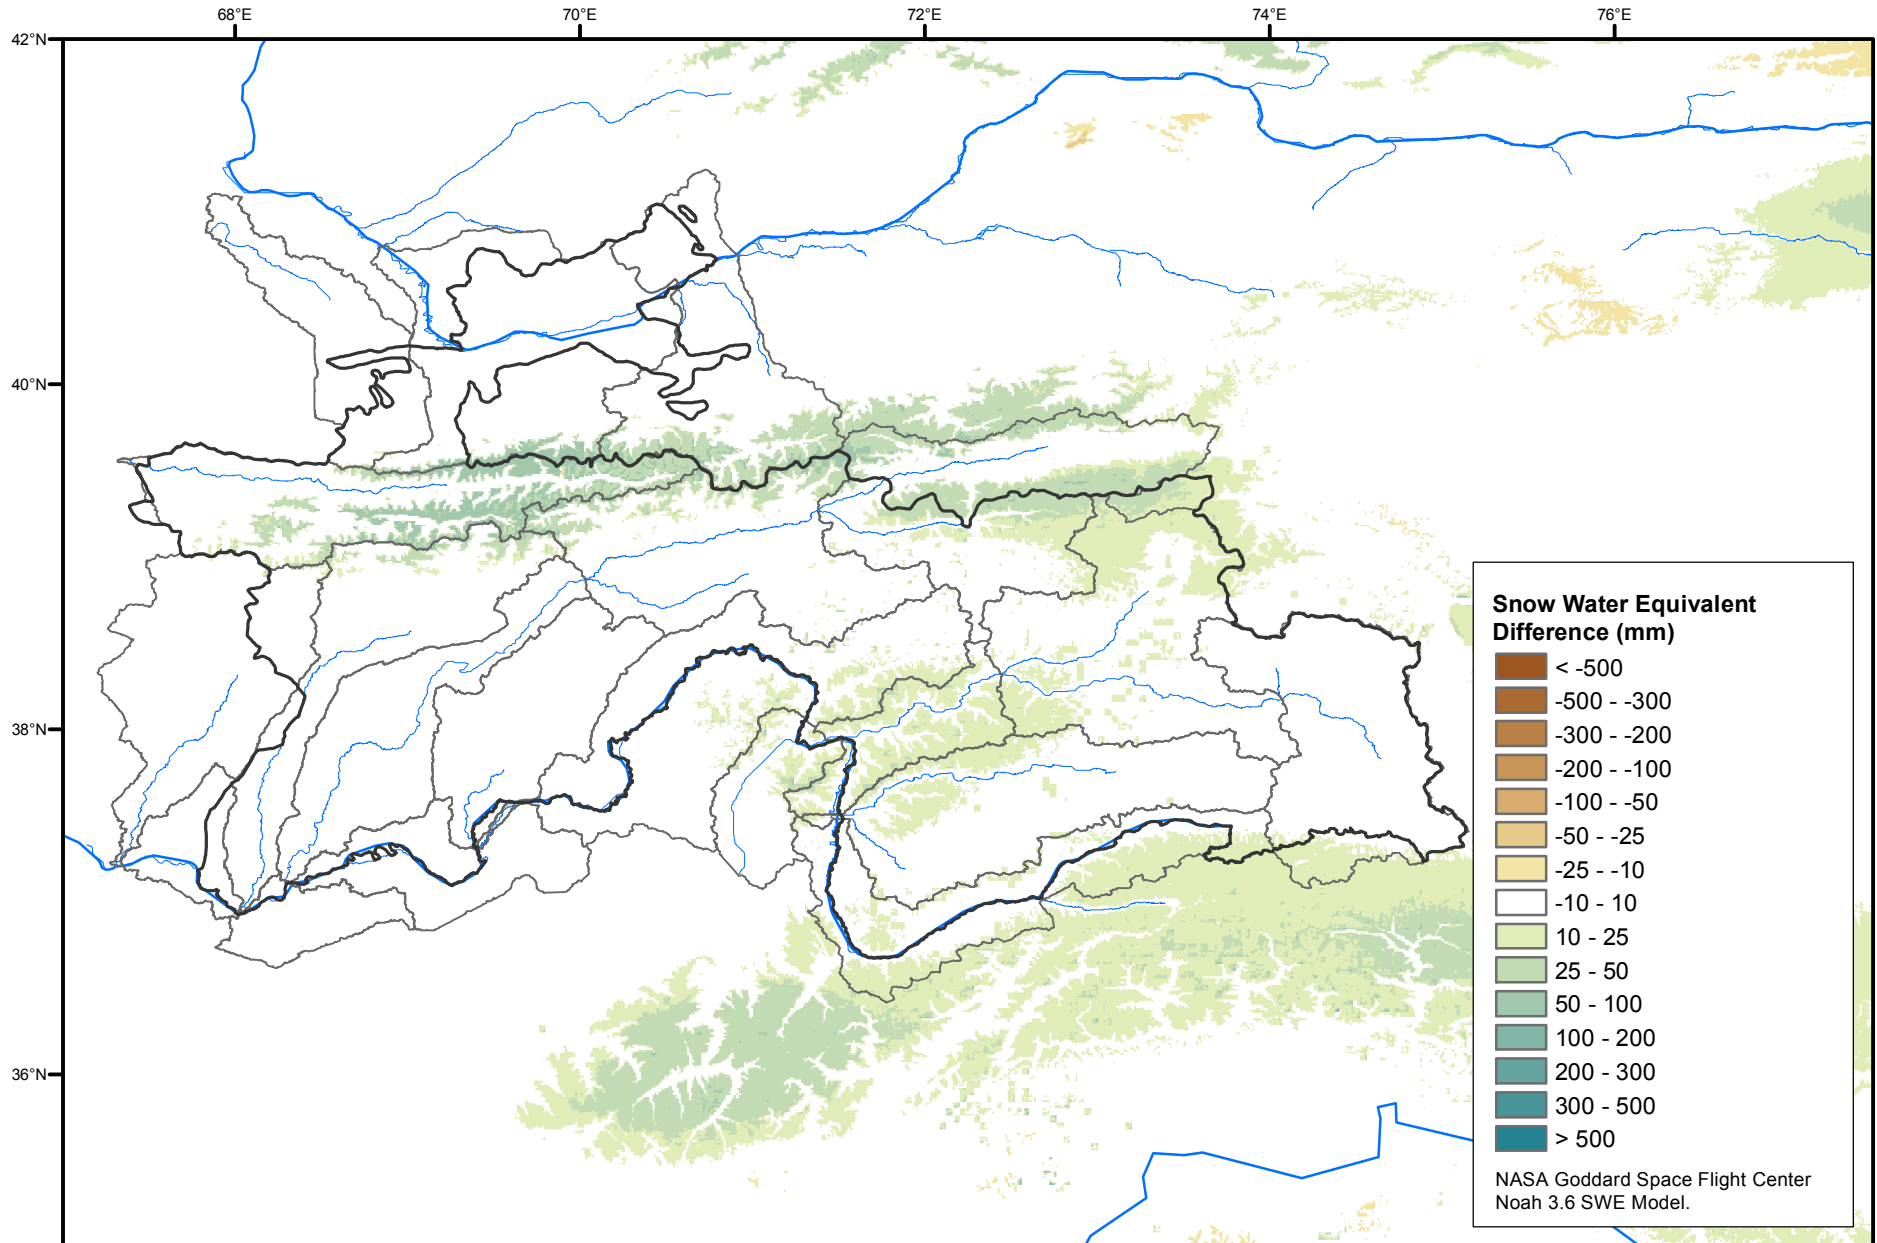 68°E 70°E 72°E 74°E 76°E
42°N
40°N
38°N
36°N
Snow Water Equivalent
Difference (mm)
< -500
-500 - -300
-300 - -200
-200 - -100
-100 - -50
-50 - -25
-25 - -10
-10 - 10
10 - 25
25 - 50
50 - 100
100 - 200
200 - 300
300 - 500
> 500
NASA Goddard Space Flight Center
Noah 3.6 SWE Model.